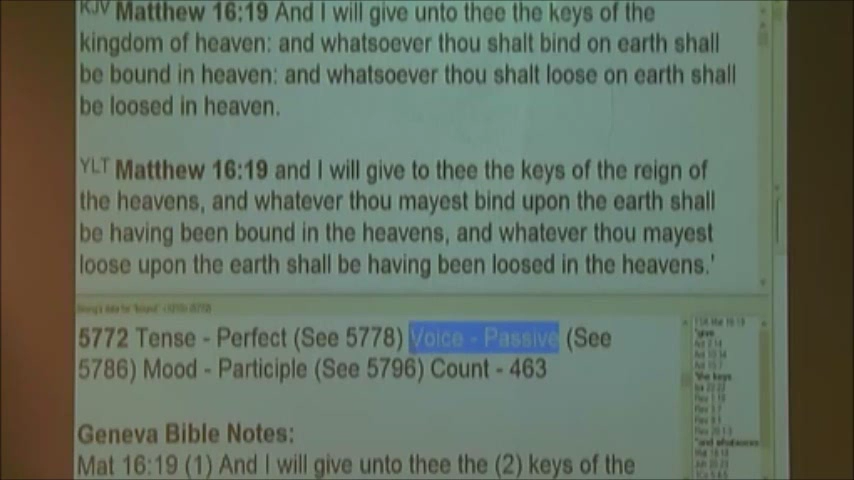 KJV Matthew 16:19 And I will give unto thee the keys of the
kingdom of heaven: and whatsoever thou shalt bind on earth shall
be bound in heaven: and whatsoever thou shalt loose on earth shall
be loosed in heaven.
YLT Matthew 16:19 and I will give to thee the keys of the reign of
the heavens, and whatever thou mayest bind upon the earth shall
be having been bound in the heavens, and whatever thou mayest
loose upon the earth shall be having been loosed in the heavens.'
5772 Tense - Perfect (See 5778) Voice - Passive (See
5786) Mood - Participle (See 5796) Count - 463
Geneva Bible Notes:
Mat 16:19 (1) And I will give unto thee the (2) keys of the
"give
"the keys